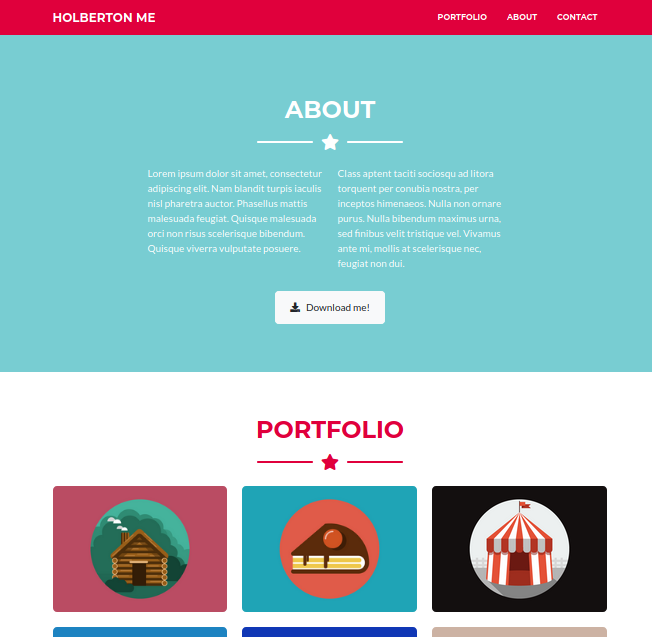 HOLBERTON ME
PORTFOLIO ABOUT CONTACT
ABOUT
Lorem ipsum dolor sit amet, consectetur
adipiscing elit. Nam blandit turpis iaculis
nisl pharetra auctor. Phasellus mattis
malesuada feugiat. Quisque malesuada
orci non risus scelerisque bibendum.
Quisque viverra vulputate posuere.
Class aptent taciti sociosqu ad litora
torquent per conubia nostra, per
inceptos himenaeos. Nulla non ornare
purus. Nulla bibendum maximus urna,
sed finibus velit tristique vel. Vivamus
ante mi, mollis at scelerisque nec,
feugiat non dui.
Download me!
PORTFOLIO